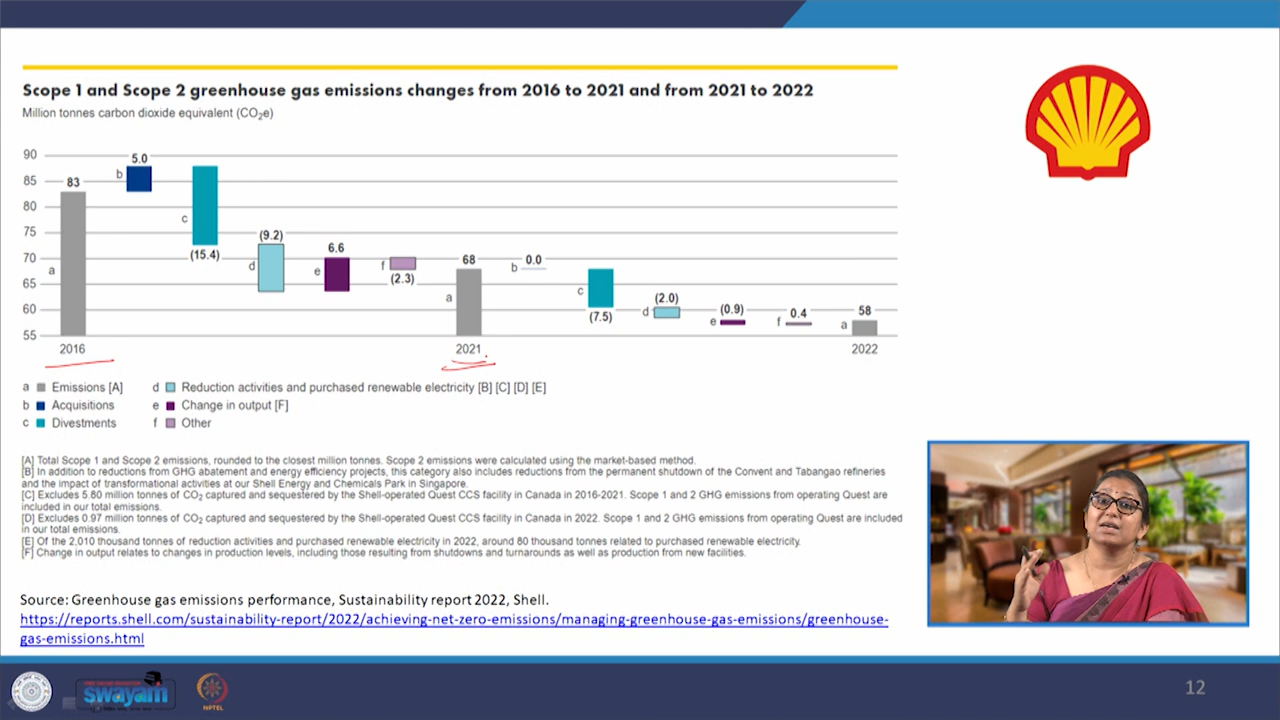 Scope 1 and Scope 2 greenhouse gas emissions changes from 2016 to 2021 and from 2021 to 2022
Million tonnes carbon dioxide equivalent (CO₂e)
90
85
80
75
70
65
60
55
a
83
b
5.0
c
(15.4)
d
(9.2)
e
6.6
f
(2.3)
a
68
b
0.0
c
(7.5)
d
(2.0)
e
(0.9)
f
0.4
a
58
2016
2021
2022
a Emissions [A]
b Acquisitions
c Divestments
d Reduction activities and purchased renewable electricity [B] [C] [D] [E]
e Change in output [F]
f Other
[A] Total Scope 1 and Scope 2 emissions, rounded to the closest million tonnes. Scope 2 emissions were calculated using the market-based method.
[B] In addition to reductions from GHG abatement and energy efficiency projects, this category also includes reductions from the permanent shutdown of the Convent and Tabangao refineries
and the impact of transformational activities at our Shell Energy and Chemicals Park in Singapore.
[C] Excludes 5.80 million tonnes of CO₂ captured and sequestered by the Shell-operated Quest CCS facility in Canada in 2016-2021. Scope 1 and 2 GHG emissions from operating Quest are
included in our total emissions.
[D] Excludes 0.97 million tonnes of CO₂ captured and sequestered by the Shell-operated Quest CCS facility in Canada in 2022. Scope 1 and 2 GHG emissions from operating Quest are included
in our total emissions.
[E] Of the 2,010 thousand tonnes of reduction activities and purchased renewable electricity in 2022, around 80 thousand tonnes related to purchased renewable electricity.
[F] Change in output relates to changes in production levels, including those resulting from shutdowns and turnarounds as well as production from new facilities.
Source: Greenhouse gas emissions performance, Sustainability report 2022, Shell.
https://reports.shell.com/sustainability-report/2022/achieving-net-zero-emissions/managing-greenhouse-gas-emissions/greenhouse-
gas-emissions.html
swayam
NPTEL
12